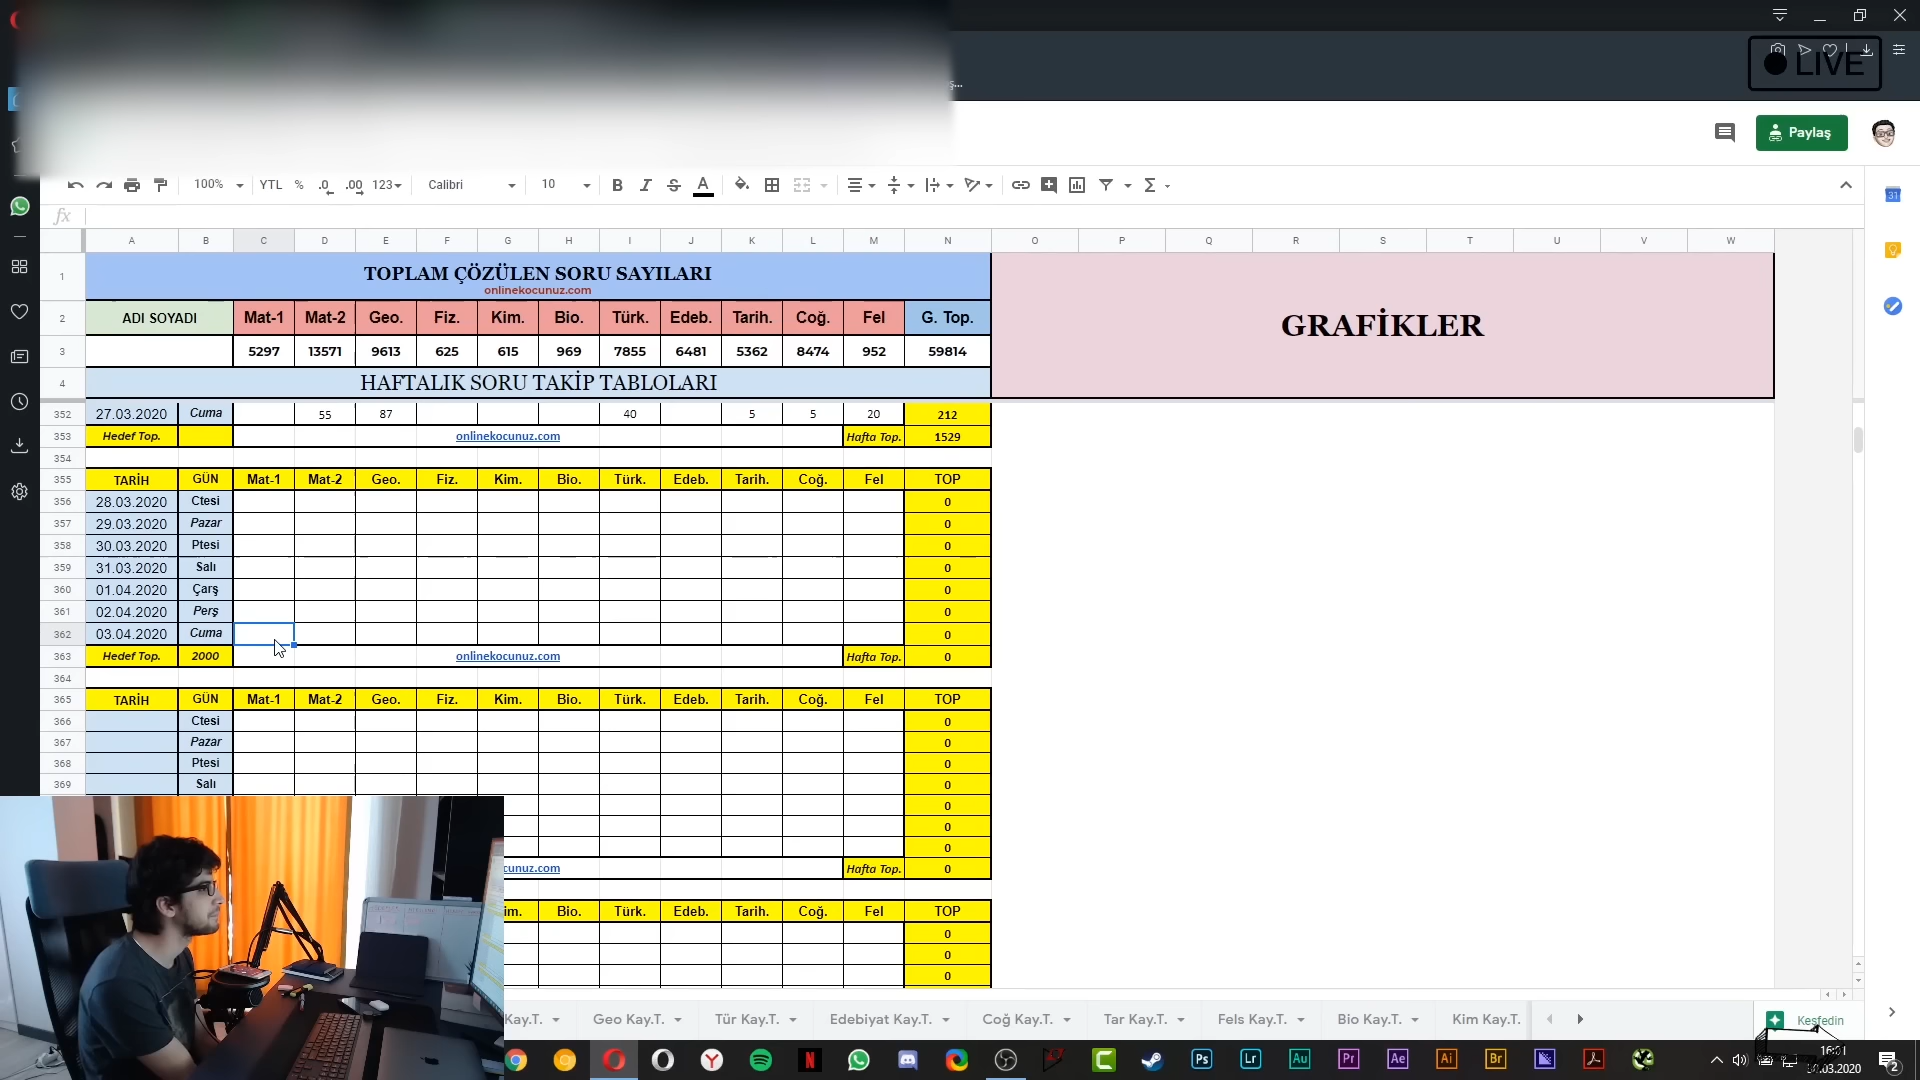 LIVE
Paylaş
100% YTL % .0 .00 123 Calibri 10 B I S A Σ
fx
A B C D E F G H I J K L M N O P Q R S T U V W
1 TOPLAM ÇÖZÜLEN SORU SAYILARI
onlinekocunuz.com
GRAFİKLER
2 ADI SOYADI Mat-1 Mat-2 Geo. Fiz. Kim. Bio. Türk. Edeb. Tarih. Coğ. Fel G. Top.
3 5297 13571 9613 625 615 969 7855 6481 5362 8474 952 59814
4 HAFTALIK SORU TAKİP TABLOLARI
352 27.03.2020 Cuma 55 87 40 5 5 20 212
353 Hedef Top. onlinekocunuz.com Hafta Top. 1529
354
355 TARİH GÜN Mat-1 Mat-2 Geo. Fiz. Kim. Bio. Türk. Edeb. Tarih. Coğ. Fel TOP
356 28.03.2020 Ctesi 0
357 29.03.2020 Pazar 0
358 30.03.2020 Ptesi 0
359 31.03.2020 Salı 0
360 01.04.2020 Çarş 0
361 02.04.2020 Perş 0
362 03.04.2020 Cuma 0
363 Hedef Top. 2000 onlinekocunuz.com Hafta Top. 0
364
365 TARİH GÜN Mat-1 Mat-2 Geo. Fiz. Kim. Bio. Türk. Edeb. Tarih. Coğ. Fel TOP
366 Ctesi 0
367 Pazar 0
368 Ptesi 0
369 Salı 0
0
0
0
cunuz.com Hafta Top. 0
im. Bio. Türk. Edeb. Tarih. Coğ. Fel TOP
0
0
0
Kay.T. Geo Kay.T. Tür Kay.T. Edebiyat Kay.T. Coğ Kay.T. Tar Kay.T. Fels Kay.T. Bio Kay.T. Kim Kay.T. Keşfedin
Ps Lr Au Pr Ae Ai Br
2